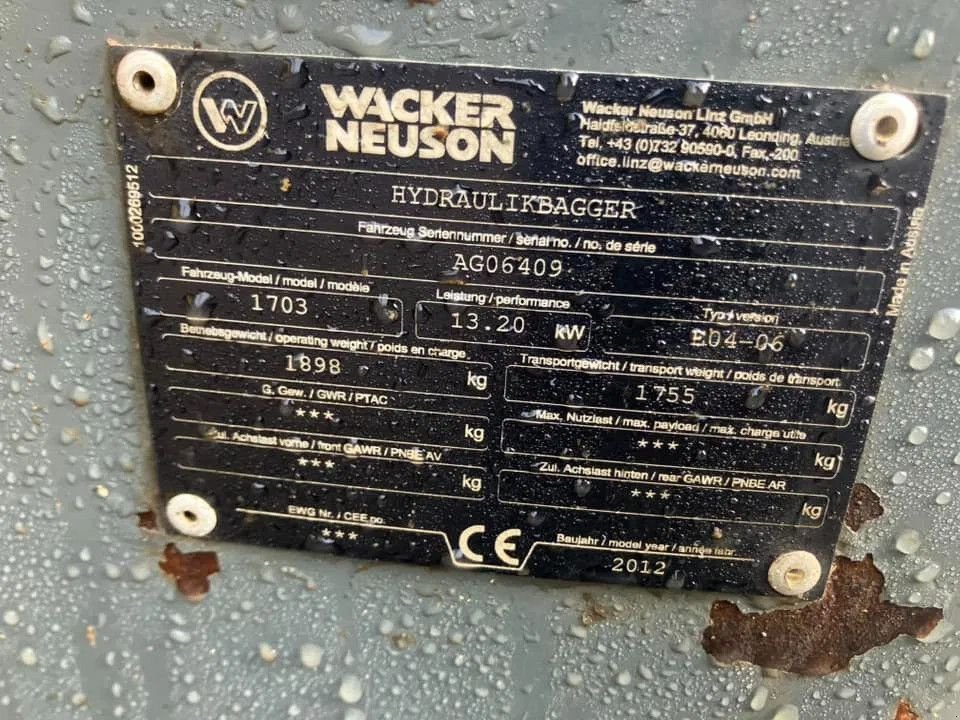 W
WACKER
NEUSON
Wacker Neuson Linz GmbH
Haidfeldstraße 37, 4060 Leonding, Austria
Tel. +43 (0)732 90590-0, Fax -200
office.linz@wackerneuson.com
1000269512
HYDRAULIKBAGGER
Fahrzeug Seriennummer / serial no. / no. de série
AG06409
Fahrzeug-Model / model / modèle
1703
Leistung / performance
13.20 kW
Typ / version
E04-06
Betriebsgewicht / operating weight / poids en charge
1898 kg
Transportgewicht / transport weight / poids de transport
1755 kg
G. Gew. / GWR / PTAC
*** kg
Max. Nutzlast / max. payload / max. charge utile
*** kg
Zul. Achslast vorne / front GAWR / PNBE AV
*** kg
Zul. Achslast hinten / rear GAWR / PNBE AR
*** kg
EWG Nr. / CEE no.
***
CE
Baujahr / model year / année fabr.
2012
Made in Austria